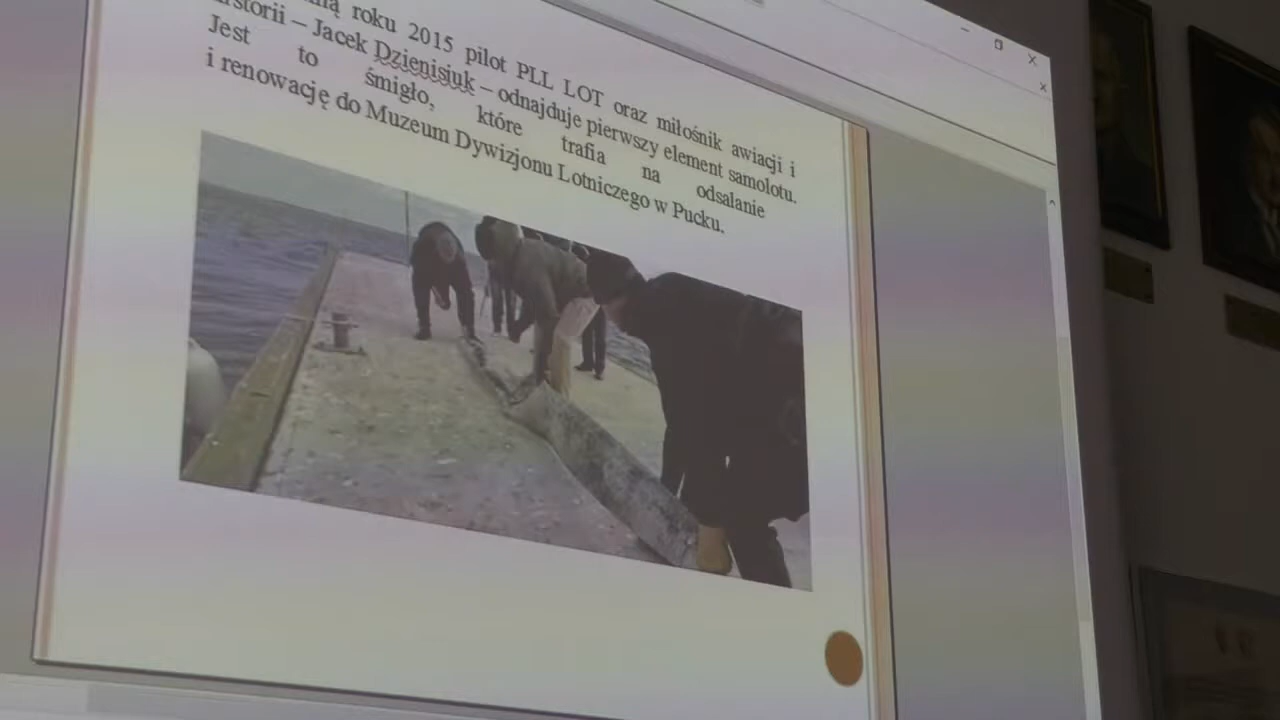 roku 2015 pilot PLL LOT oraz miłośnik awiacji i
historii – Jacek Dzienisiuk – odnajduje pierwszy element samolotu.
Jest to śmigło, które trafia na odsalanie
i renowację do Muzeum Dywizjonu Lotniczego w Pucku.